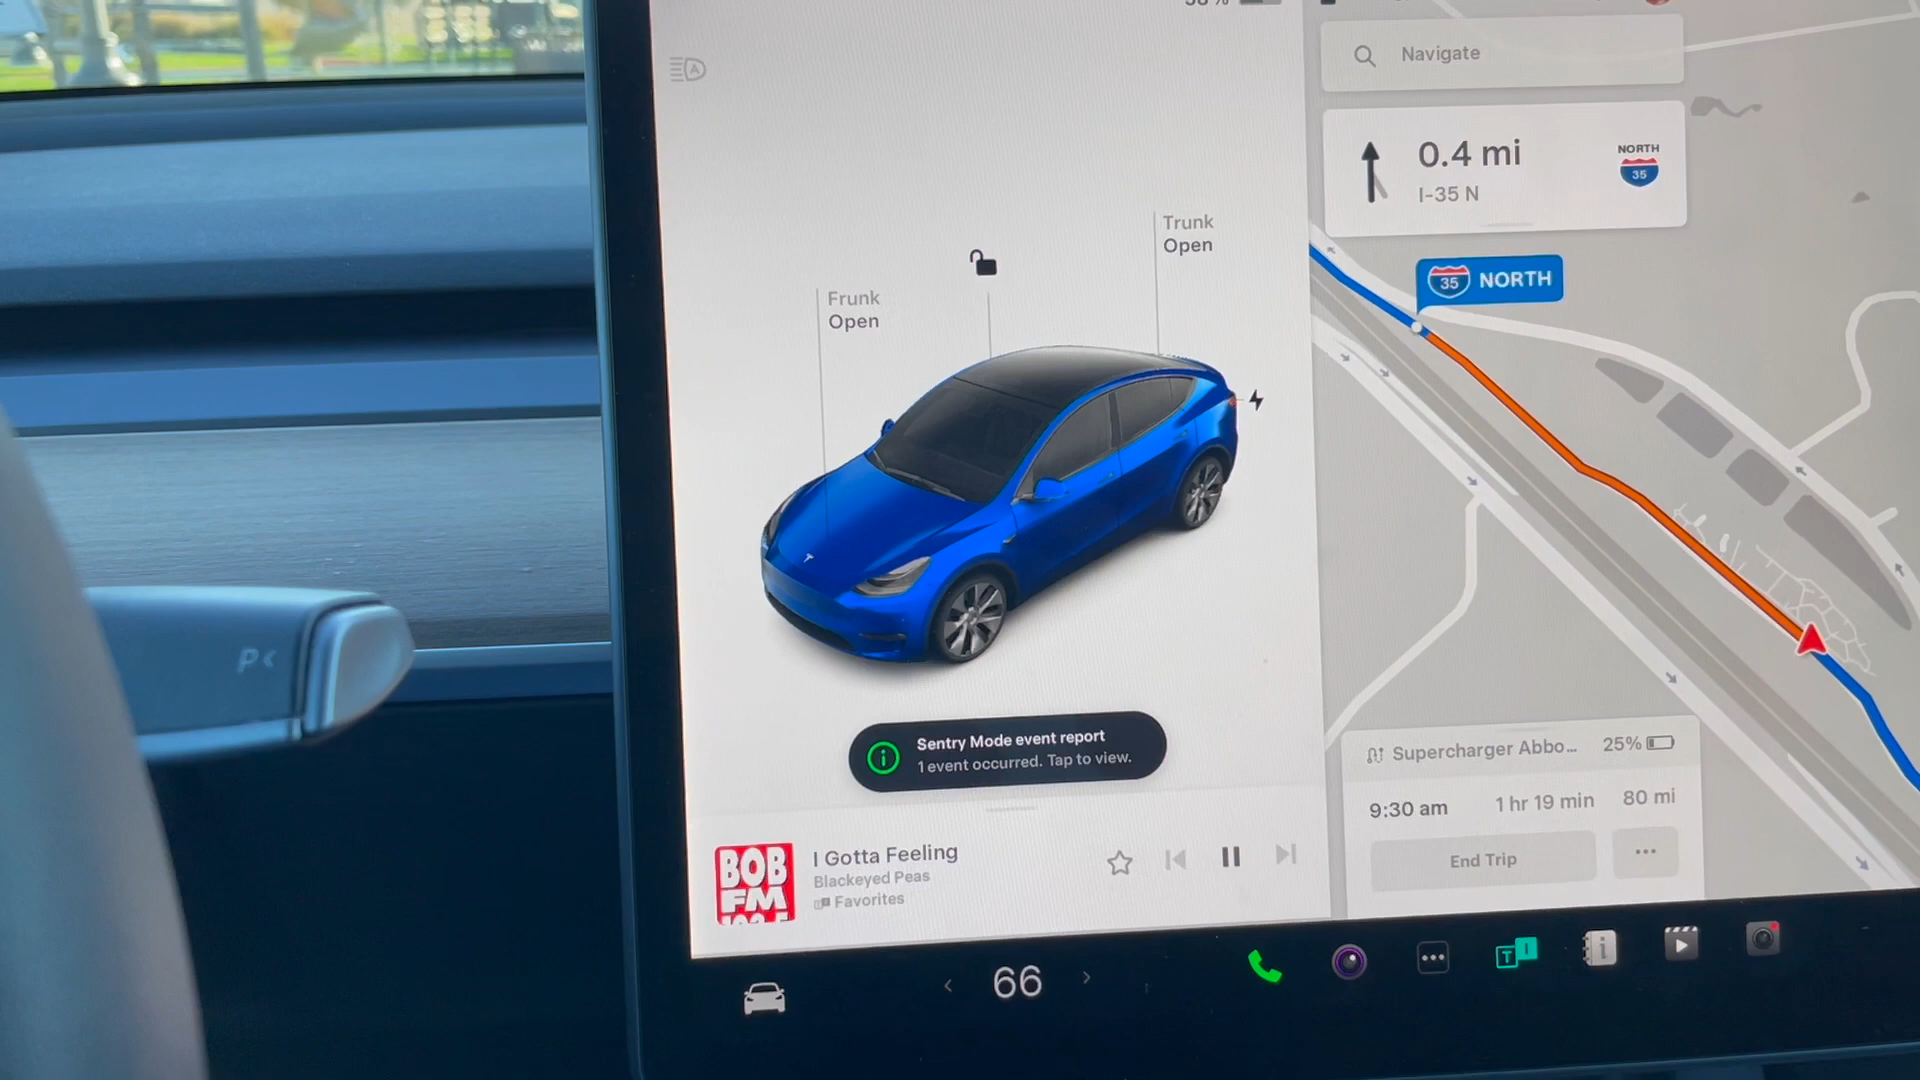 Navigate
0.4 mi
I-35 N
NORTH
35
35 NORTH
Trunk
Open
Frunk
Open
Sentry Mode event report
1 event occurred. Tap to view.
I Gotta Feeling
Blackeyed Peas
Favorites
BOB
FM
Supercharger Abbo...
25%
9:30 am
1 hr 19 min
80 mi
End Trip
66
P<
A
T
i